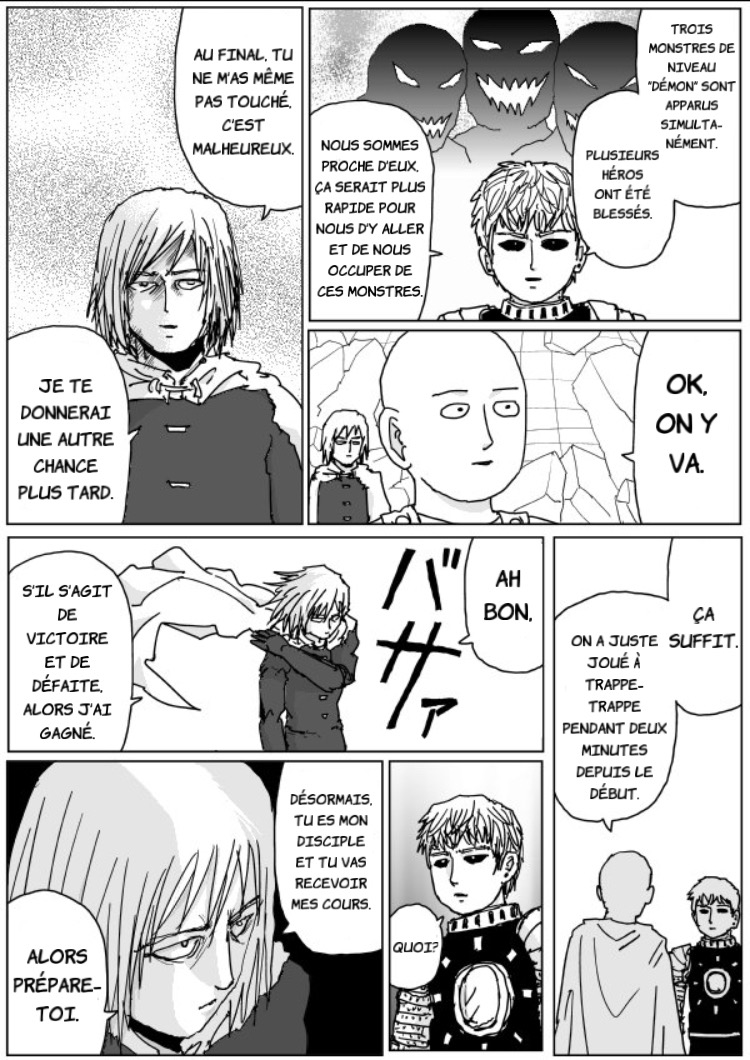 TROIS
MONSTRES DE
NIVEAU
"DÉMON" SONT
APPARUS
SIMULTA-
NÉMENT.
PLUSIEURS
HÉROS
ONT ÉTÉ
BLESSÉS.
NOUS SOMMES
PROCHE D'EUX,
ÇA SERAIT PLUS
RAPIDE POUR
NOUS D'Y ALLER
ET DE NOUS
OCCUPER DE
CES MONSTRES.
AU FINAL, TU
NE M'AS MÊME
PAS TOUCHÉ,
C'EST
MALHEUREUX.
JE TE
DONNERAI
UNE AUTRE
CHANCE
PLUS TARD.
OK,
ON Y
VA.
ÇA
SUFFIT.
ON A JUSTE
JOUÉ À
TRAPPE-
TRAPPE
PENDANT DEUX
MINUTES
DEPUIS LE
DÉBUT.
AH
BON,
バサァ
S'IL S'AGIT
DE
VICTOIRE
ET DE
DÉFAITE,
ALORS J'AI
GAGNÉ.
QUOI?
DÉSORMAIS,
TU ES MON
DISCIPLE
ET TU VAS
RECEVOIR
MES COURS.
ALORS
PRÉPARE-
TOI.